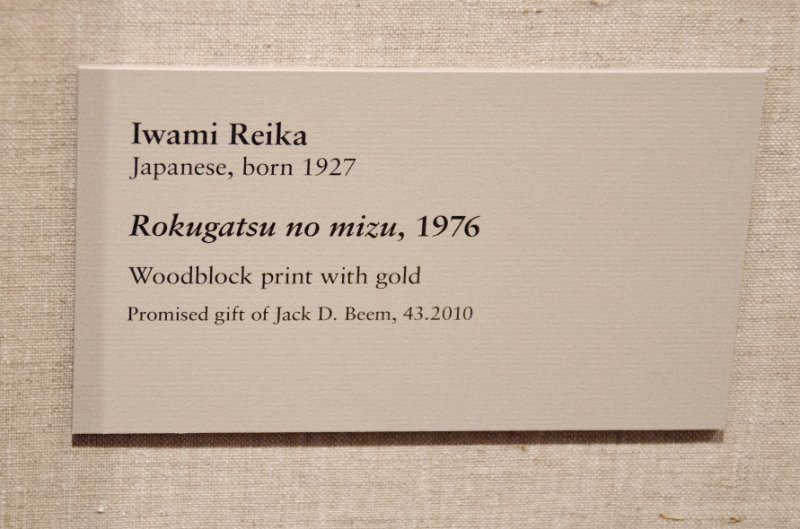 Iwami Reika
Japanese, born 1927
Rokugatsu no mizu, 1976
Woodblock print with gold
Promised gift of Jack D. Beem, 43.2010